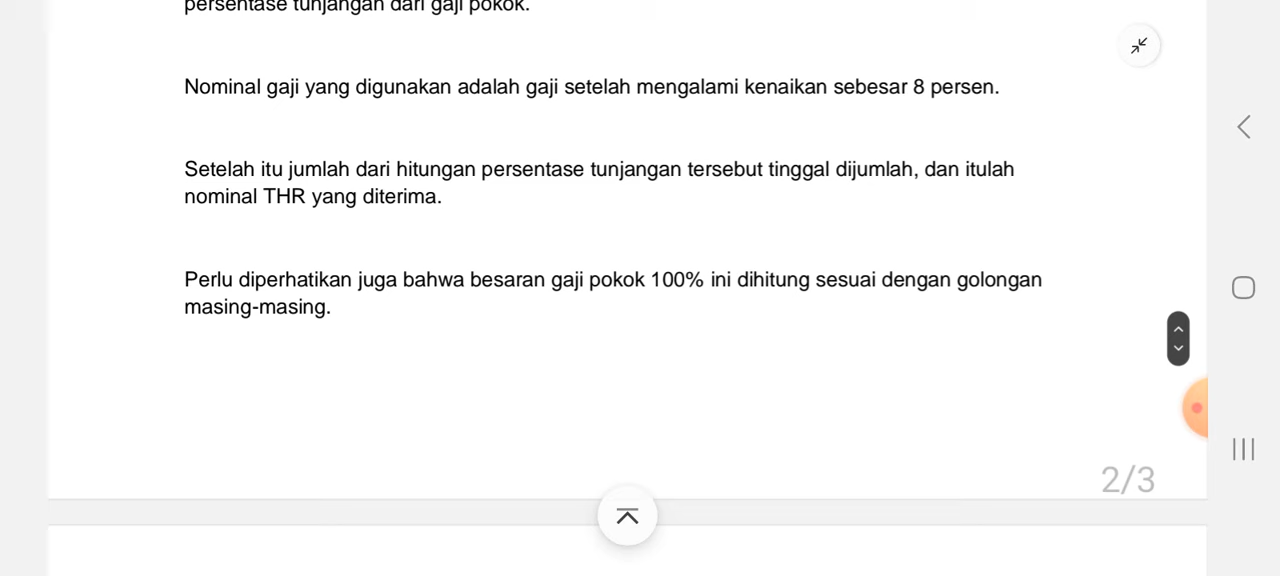 persentase tunjangan dari gaji pokok.
Nominal gaji yang digunakan adalah gaji setelah mengalami kenaikan sebesar 8 persen.
Setelah itu jumlah dari hitungan persentase tunjangan tersebut tinggal dijumlah, dan itulah
nominal THR yang diterima.
Perlu diperhatikan juga bahwa besaran gaji pokok 100% ini dihitung sesuai dengan golongan
masing-masing.
2/3